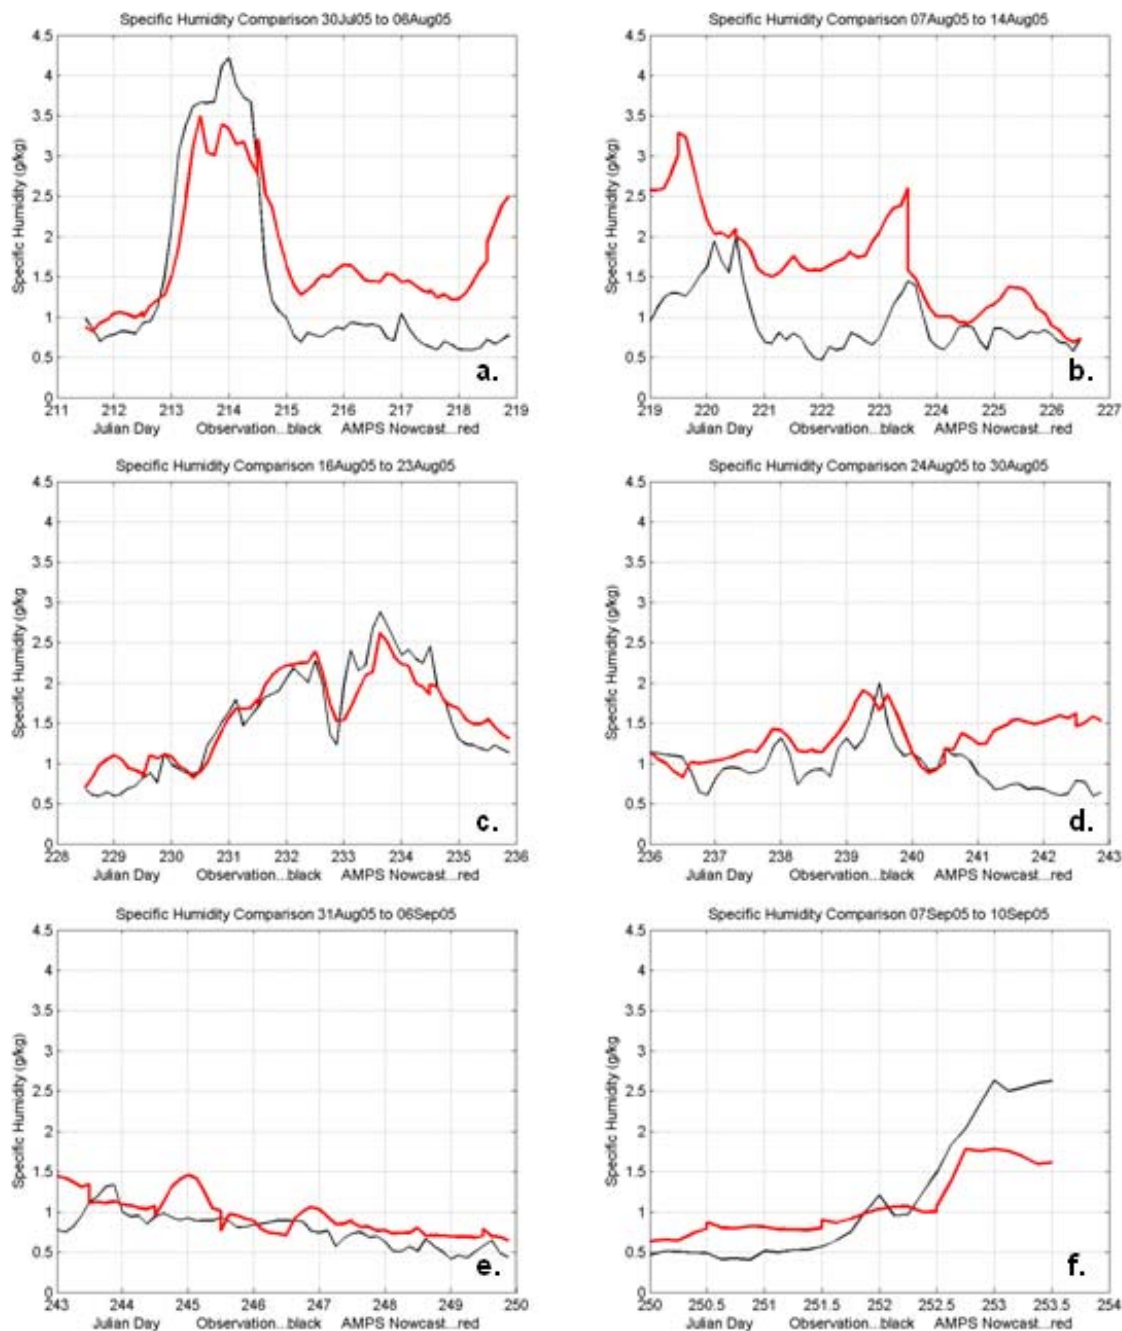 Specific Humidity Comparison 30Jul05 to 06Aug05
4.5
4
3.5
3
2.5
2
1.5
1
0.5
0
Specific Humidity (g/kg)
a.
211 212 213 214 215 216 217 218 219
Julian Day Observation...black AMPS Nowcast...red
Specific Humidity Comparison 07Aug05 to 14Aug05
4.5
4
3.5
3
2.5
2
1.5
1
0.5
0
Specific Humidity (g/kg)
b.
219 220 221 222 223 224 225 226 227
Julian Day Observation...black AMPS Nowcast...red
Specific Humidity Comparison 16Aug05 to 23Aug05
4.5
4
3.5
3
2.5
2
1.5
1
0.5
0
Specific Humidity (g/kg
c.
228 229 230 231 232 233 234 235 236
Julian Day Observation...black AMPS Nowcast...red
Specific Humidity Comparison 24Aug05 to 30Aug05
4.5
4
3.5
3
2.5
2
1.5
1
0.5
0
Specific Humidity (g/kg)
d.
236 237 238 239 240 241 242 243
Julian Day Observation...black AMPS Nowcast...red
Specific Humidity Comparison 31Aug05 to 06Sep05
4.5
4
3.5
3
2.5
2
1.5
1
0.5
0
Specific Humidity (g/kg)
e.
243 244 245 246 247 248 249 250
Julian Day Observation...black AMPS Nowcast...red
Specific Humidity Comparison 07Sep05 to 10Sep05
4.5
4
3.5
3
2.5
2
1.5
1
0.5
0
Specific Humidity (g/kg)
f.
250 250.5 251 251.5 252 252.5 253 253.5 254
Julian Day Observation...black AMPS Nowcast...red